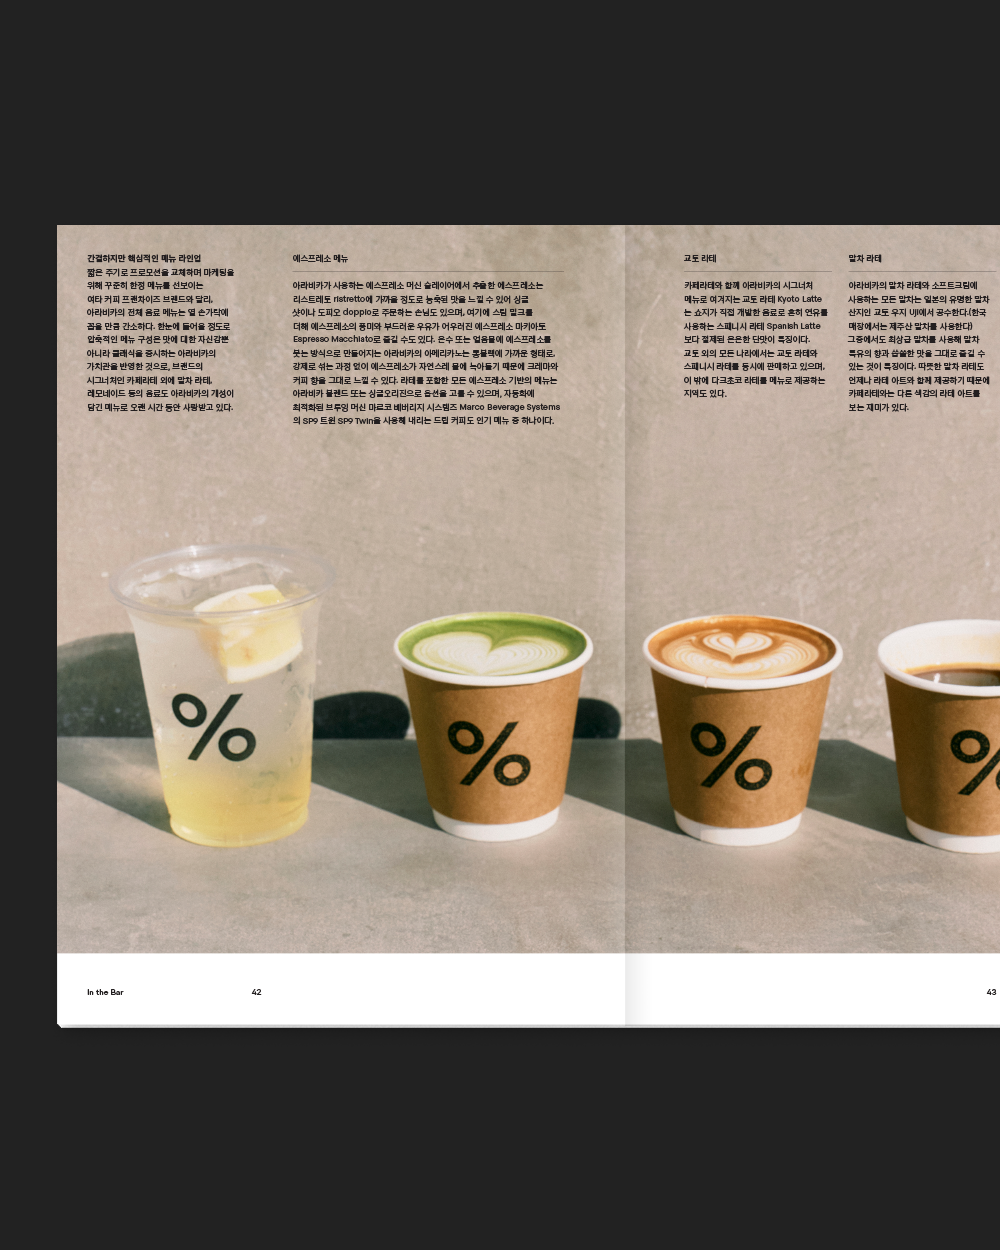 간결하지만 핵심적인 메뉴 라인업
짧은 주기로 프로모션을 교체하며 마케팅을
위해 꾸준히 한정 메뉴를 선보이는
여타 커피 프랜차이즈 브랜드와 달리,
아라비카의 전체 음료 메뉴는 열 손가락에
꼽을 만큼 간소하다. 한눈에 들어올 정도로
압축적인 메뉴 구성은 맛에 대한 자신감뿐
아니라 클래식을 중시하는 아라비카의
가치관을 반영한 것으로, 브랜드의
시그너처인 카페라테 외에 말차 라테,
레모네이드 등의 음료도 아라비카의 개성이
담긴 메뉴로 오랜 시간 동안 사랑받고 있다.
에스프레소 메뉴
아라비카가 사용하는 에스프레소 머신 슬레이어에서 추출한 에스프레소는
리스트레토 ristretto에 가까울 정도로 농축된 맛을 느낄 수 있어 싱글
샷이나 도피오 doppio로 주문하는 손님도 있으며, 여기에 스팀 밀크를
더해 에스프레소의 풍미와 부드러운 우유가 어우러진 에스프레소 마키아토
Espresso Macchiato로 즐길 수도 있다. 온수 또는 얼음물에 에스프레소를
붓는 방식으로 만들어지는 아라비카의 아메리카노는 롱블랙에 가까운 형태로,
강제로 섞는 과정 없이 에스프레소가 자연스레 물에 녹아들기 때문에 크레마와
커피 향을 그대로 느낄 수 있다. 라테를 포함한 모든 에스프레소 기반의 메뉴는
아라비카 블렌드 또는 싱글오리진으로 옵션을 고를 수 있으며, 자동화에
최적화된 브루잉 머신 마르코 베버리지 시스템즈 Marco Beverage Systems
의 SP9 트윈 SP9 Twin을 사용해 내리는 드립 커피도 인기 메뉴 중 하나이다.
교토 라테
카페라테와 함께 아라비카의 시그너처
메뉴로 여겨지는 교토 라테 Kyoto Latte
는 쇼지가 직접 개발한 음료로 흔히 연유를
사용하는 스패니시 라테 Spanish Latte
보다 절제된 은은한 단맛이 특징이다.
교토 외의 모든 나라에서는 교토 라테와
스패니시 라테를 동시에 판매하고 있으며,
이 밖에 다크초코 라테를 메뉴로 제공하는
지역도 있다.
말차 라테
아라비카의 말차 라테와 소프트크림에
사용하는 모든 말차는 일본의 유명한 말차
산지인 교토 우지 Uji에서 공수한다.(한국
매장에서는 제주산 말차를 사용한다)
그중에서도 최상급 말차를 사용해 말차
특유의 향과 쌉쌀한 맛을 그대로 즐길 수
있는 것이 특징이다. 따뜻한 말차 라테도
언제나 라테 아트와 함께 제공하기 때문에
카페라테와는 다른 색감의 라테 아트를
보는 재미가 있다.
%
%
%
%
In the Bar
42
43